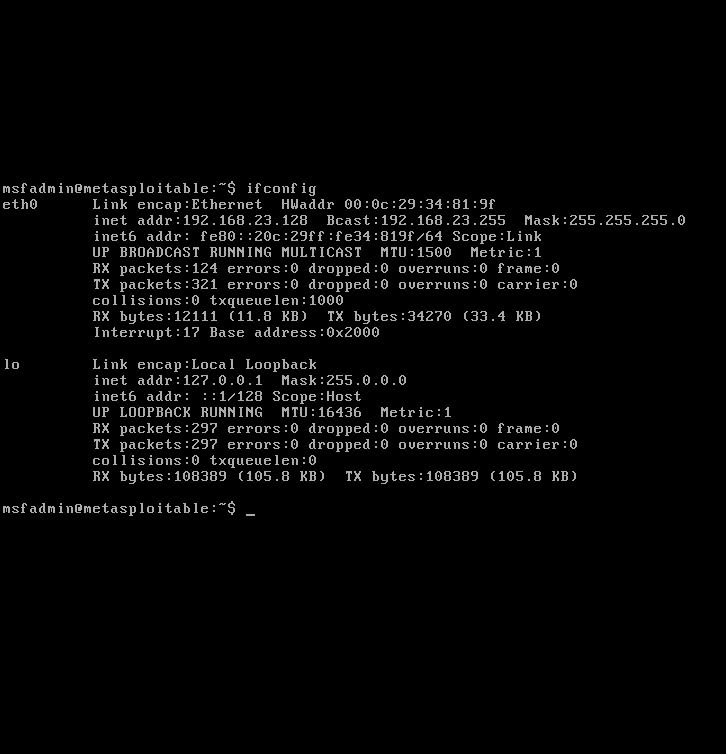 msfadmin@metasploitable:~$ ifconfig
eth0      Link encap:Ethernet  HWaddr 00:0c:29:34:81:9f
          inet addr:192.168.23.128  Bcast:192.168.23.255  Mask:255.255.255.0
          inet6 addr: fe80::20c:29ff:fe34:819f/64 Scope:Link
          UP BROADCAST RUNNING MULTICAST  MTU:1500  Metric:1
          RX packets:124 errors:0 dropped:0 overruns:0 frame:0
          TX packets:321 errors:0 dropped:0 overruns:0 carrier:0
          collisions:0 txqueuelen:1000
          RX bytes:12111 (11.8 KB)  TX bytes:34270 (33.4 KB)
          Interrupt:17 Base address:0x2000
lo        Link encap:Local Loopback
          inet addr:127.0.0.1  Mask:255.0.0.0
          inet6 addr: ::1/128 Scope:Host
          UP LOOPBACK RUNNING  MTU:16436  Metric:1
          RX packets:297 errors:0 dropped:0 overruns:0 frame:0
          TX packets:297 errors:0 dropped:0 overruns:0 carrier:0
          collisions:0 txqueuelen:0
          RX bytes:108389 (105.8 KB)  TX bytes:108389 (105.8 KB)
msfadmin@metasploitable:~$ _